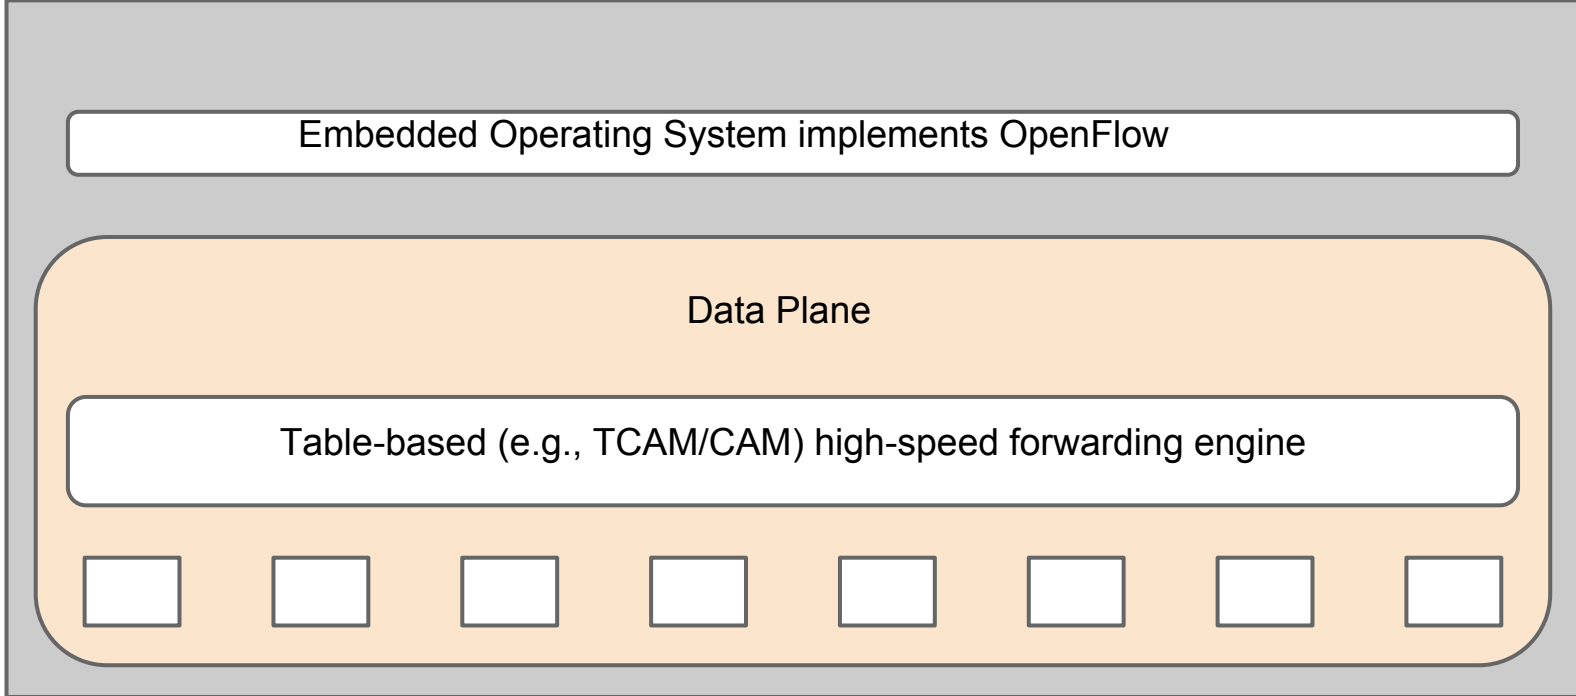 Embedded Operating System implements OpenFlow
Data Plane
Table-based (e.g., TCAM/CAM) high-speed forwarding engine